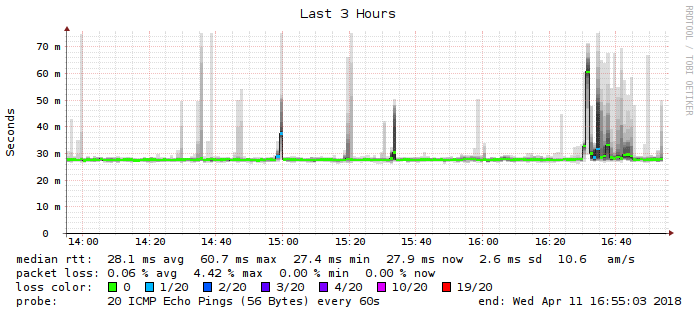 Last 3 Hours
RRDTOOL / TOBI OETIKER
Seconds
70 m
60 m
50 m
40 m
30 m
20 m
10 m
0
14:00 14:20 14:40 15:00 15:20 15:40 16:00 16:20 16:40
median rtt: 28.1 ms avg 60.7 ms max 27.4 ms min 27.9 ms now 2.6 ms sd 10.6 am/s
packet loss: 0.06 % avg 4.42 % max 0.00 % min 0.00 % now
loss color: 0 1/20 2/20 3/20 4/20 10/20 19/20
probe: 20 ICMP Echo Pings (56 Bytes) every 60s end: Wed Apr 11 16:55:03 2018